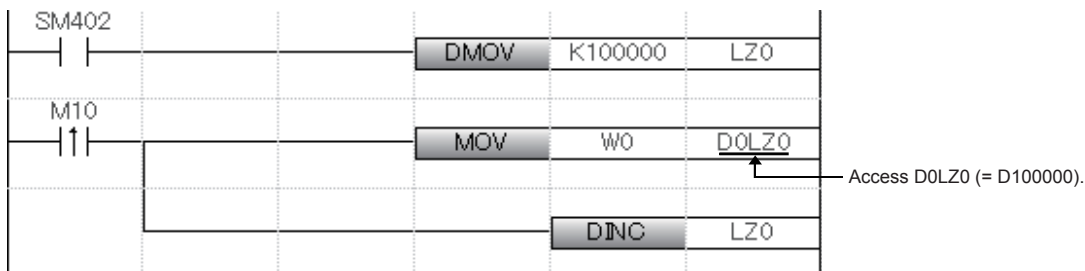 SM402
DMOV K100000 LZ0
M10
MOV W0 D0LZ0
Access D0LZ0 (= D100000).
DINC LZ0